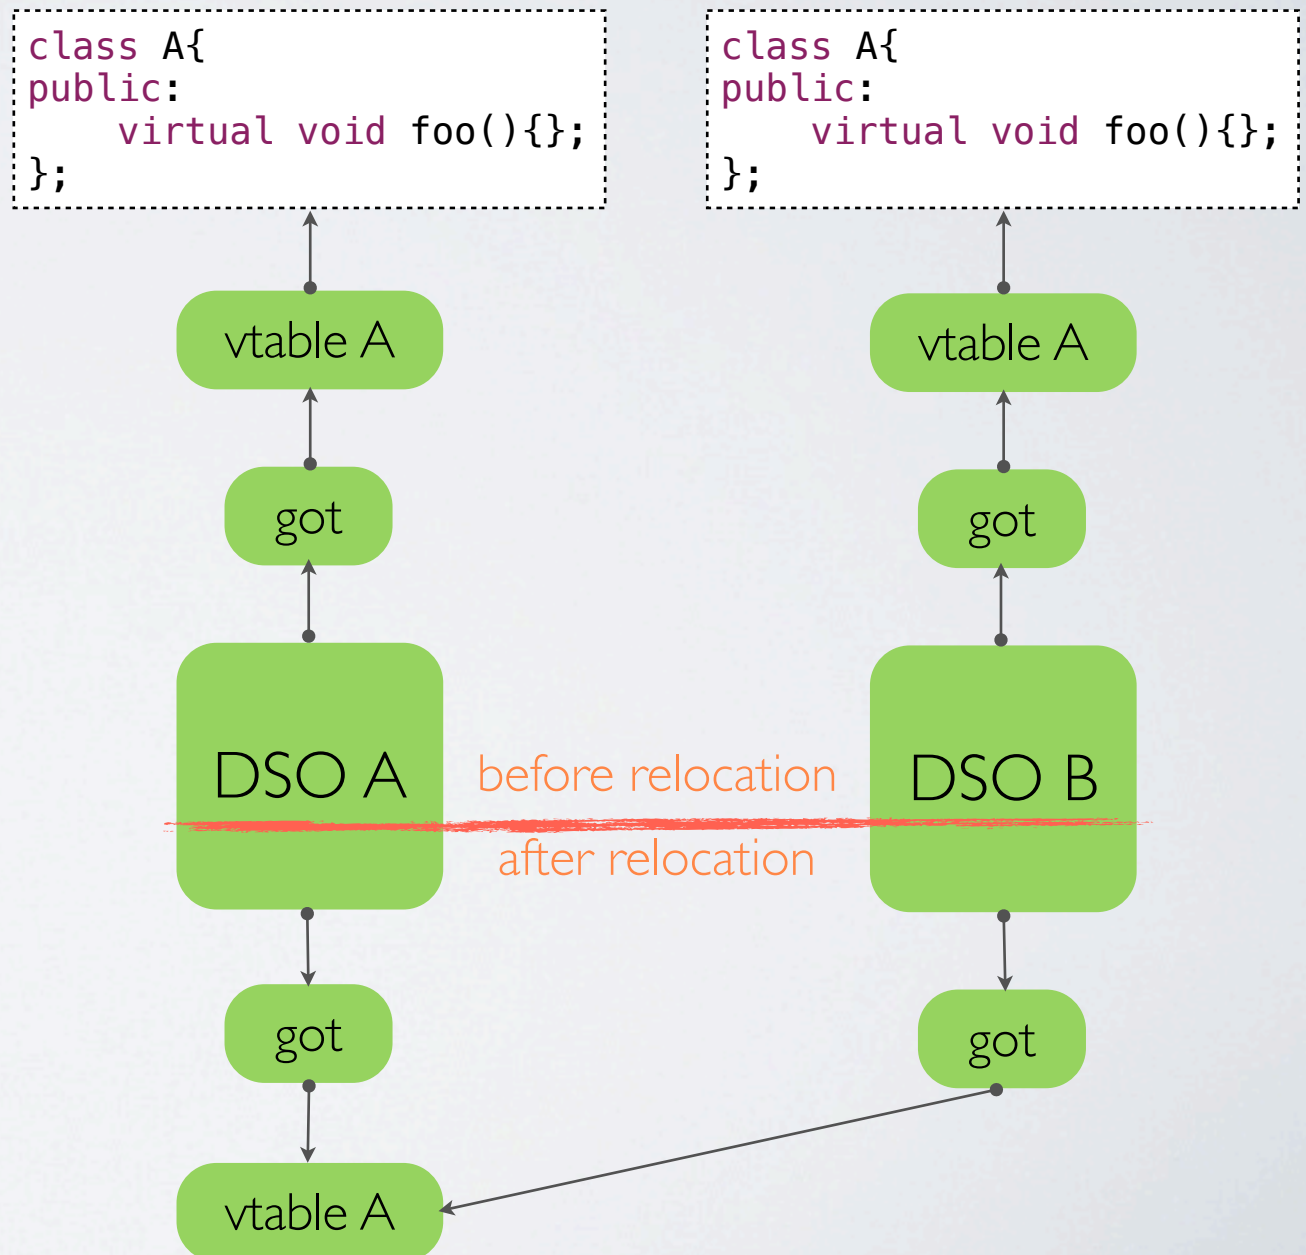 class A{
public:
    virtual void foo(){};
};
class A{
public:
    virtual void foo(){};
};
vtable A
vtable A
got
got
DSO A
before relocation
DSO B
after relocation
got
got
vtable A